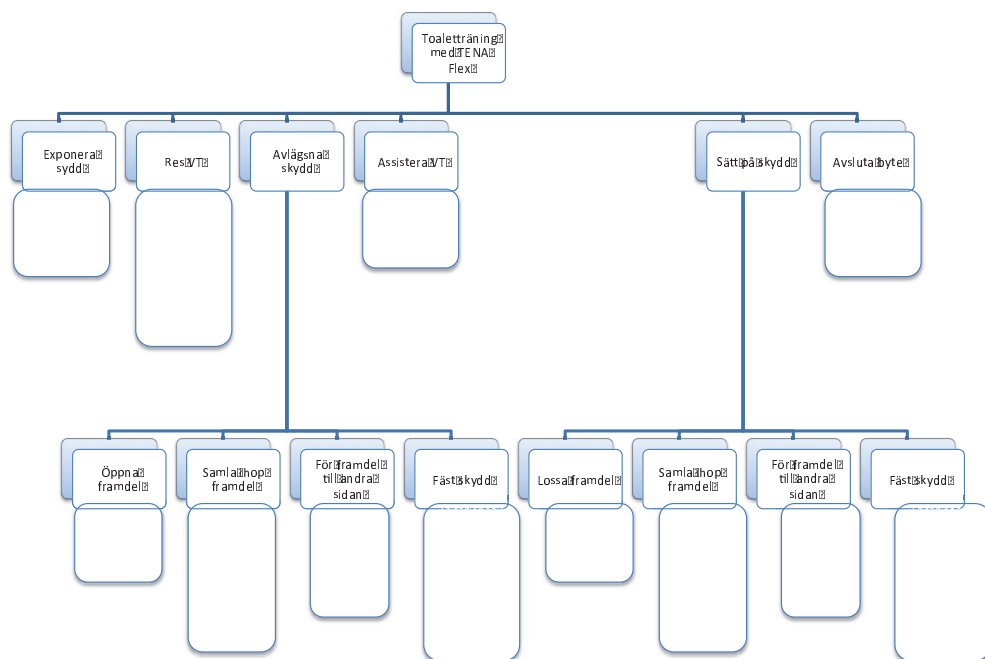 Toaletträning
med TENA
Flex
Exponera
sydd
Res VT
Avlägsna
skydd
Assistera VT
Sätt på skydd
Avsluta byte
Öppna
framdel
Samla ihop
framdel
För framdel
till andra
sidan
Fäst skydd
Lossa framdel
Samla ihop
framdel
För framdel
till andra
sidan
Fäst skydd